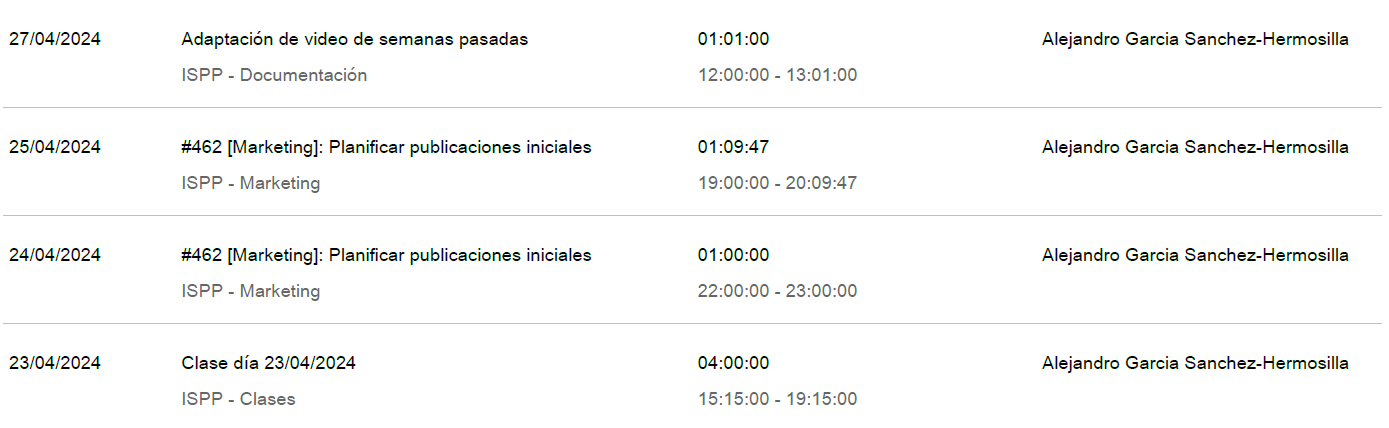 27/04/2024 Adaptación de video de semanas pasadas 01:01:00 Alejandro Garcia Sanchez-Hermosilla
ISPP - Documentación 12:00:00 - 13:01:00
25/04/2024 #462 [Marketing]: Planificar publicaciones iniciales 01:09:47 Alejandro Garcia Sanchez-Hermosilla
ISPP - Marketing 19:00:00 - 20:09:47
24/04/2024 #462 [Marketing]: Planificar publicaciones iniciales 01:00:00 Alejandro Garcia Sanchez-Hermosilla
ISPP - Marketing 22:00:00 - 23:00:00
23/04/2024 Clase día 23/04/2024 04:00:00 Alejandro Garcia Sanchez-Hermosilla
ISPP - Clases 15:15:00 - 19:15:00